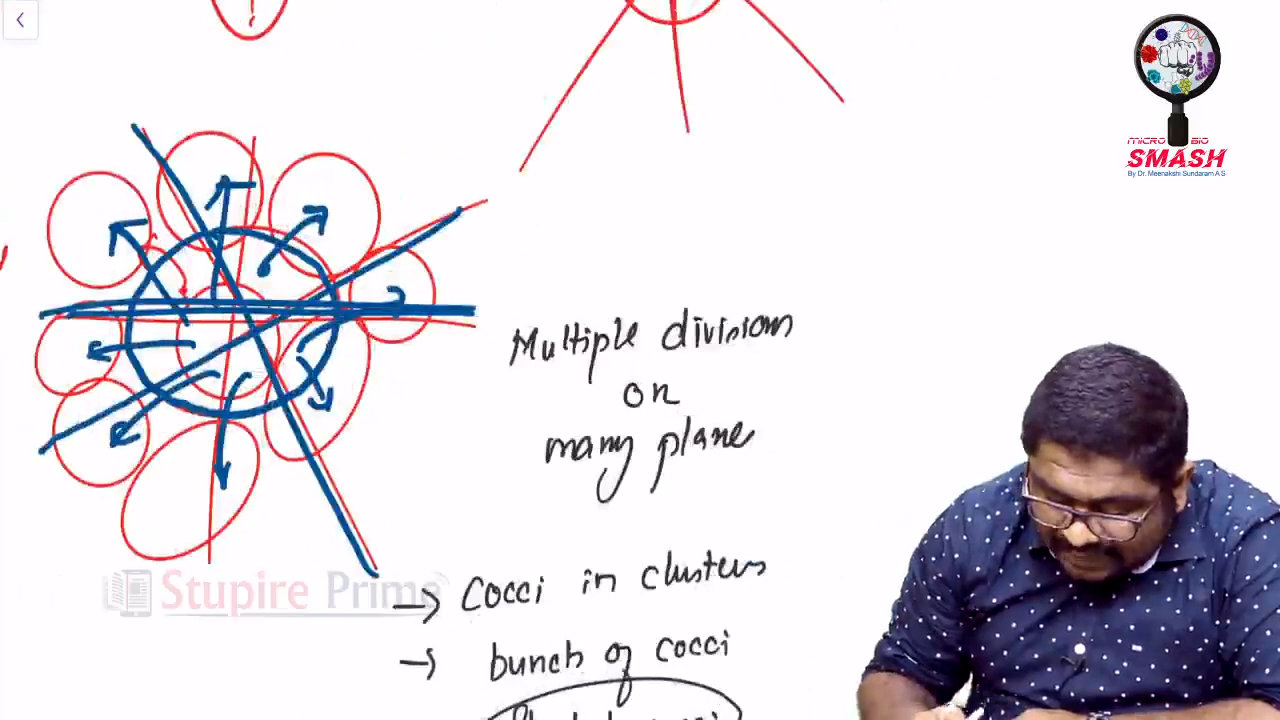 MICRO BIO
SMASH
By Dr. Meenakshi Sundaram A S
Multiple divisions
on
many plane
Stupire Prime
→ Cocci in clusters
→ bunch of cocci